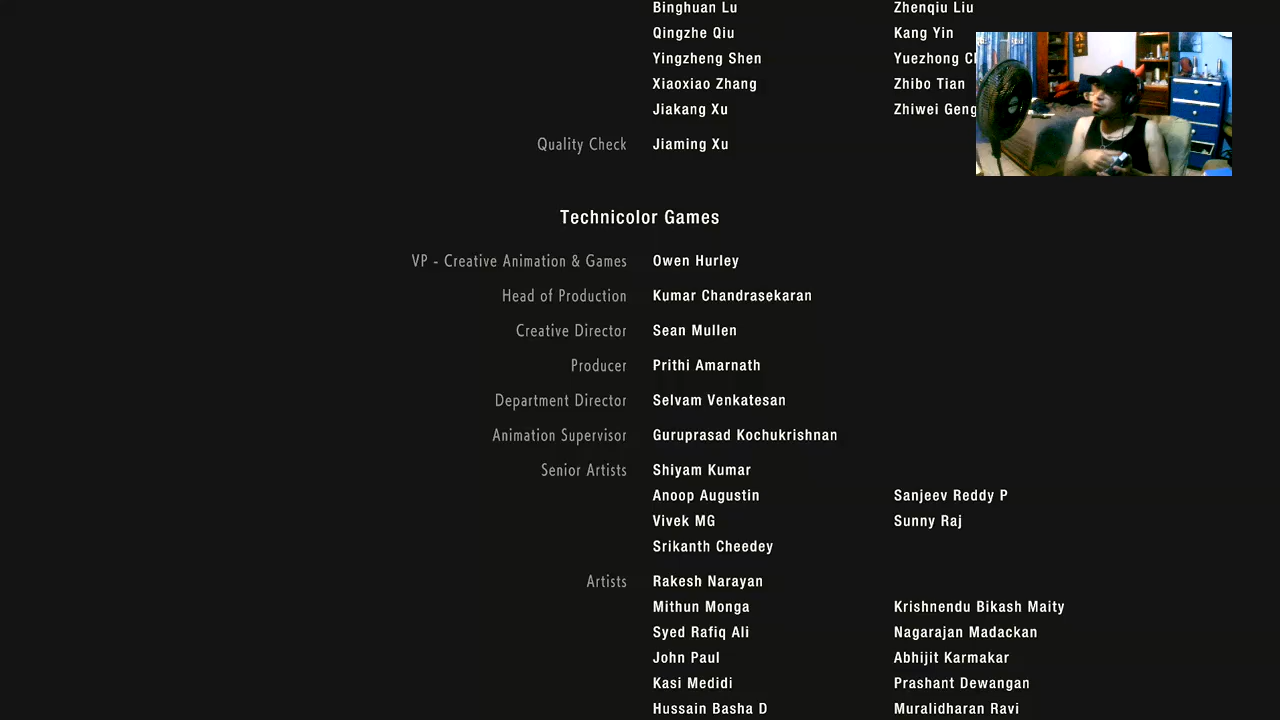 Binghuan Lu Zhenqiu Liu
Qingzhe Qiu Kang Yin
Yingzheng Shen Yuezhong
Xiaoxiao Zhang Zhibo Tian
Jiakang Xu Zhiwei Geng
Quality Check Jiaming Xu
Technicolor Games
VP - Creative Animation & Games Owen Hurley
Head of Production Kumar Chandrasekaran
Creative Director Sean Mullen
Producer Prithi Amarnath
Department Director Selvam Venkatesan
Animation Supervisor Guruprasad Kochukrishnan
Senior Artists Shiyam Kumar
Anoop Augustin Sanjeev Reddy P
Vivek MG Sunny Raj
Srikanth Cheedey
Artists Rakesh Narayan
Mithun Monga Krishnendu Bikash Maity
Syed Rafiq Ali Nagarajan Madackan
John Paul Abhijit Karmakar
Kasi Medidi Prashant Dewangan
Hussain Basha D Muralidharan Ravi